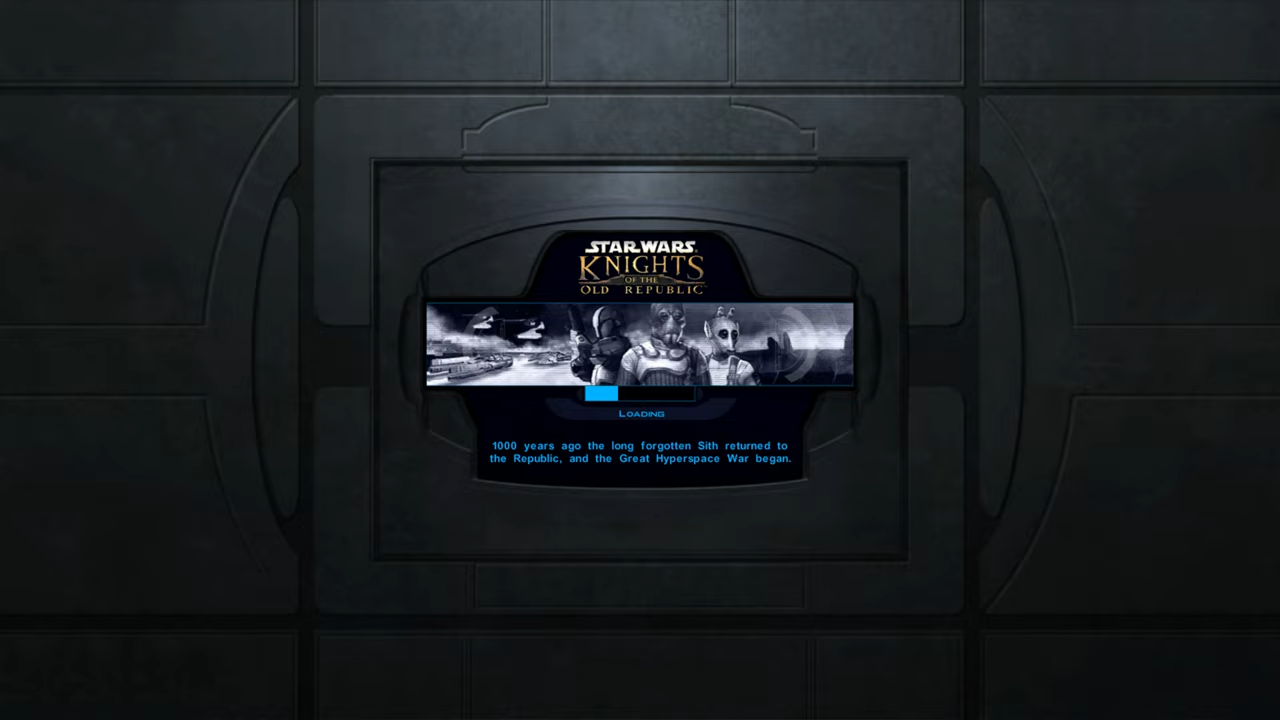 STAR WARS
KNIGHTS
OF THE
OLD REPUBLIC™
LOADING
1000 years ago the long forgotten Sith returned to
the Republic, and the Great Hyperspace War began.